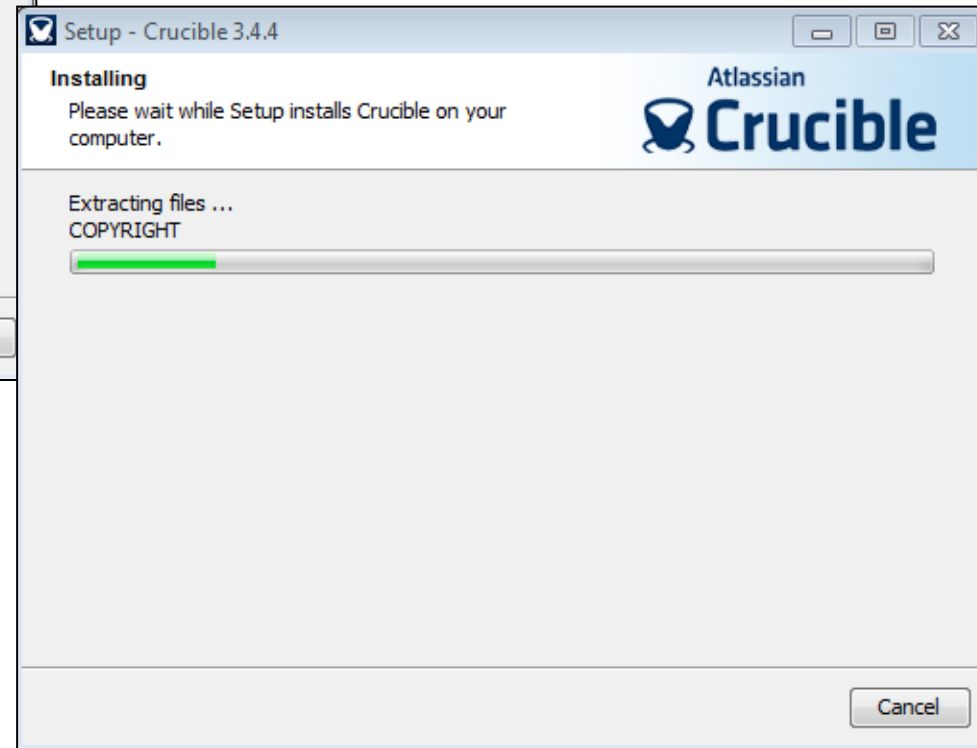 Setup - Crucible 3.4.4
Installing
Please wait while Setup installs Crucible on your
computer.
Atlassian
Crucible
Extracting files ...
COPYRIGHT
Cancel